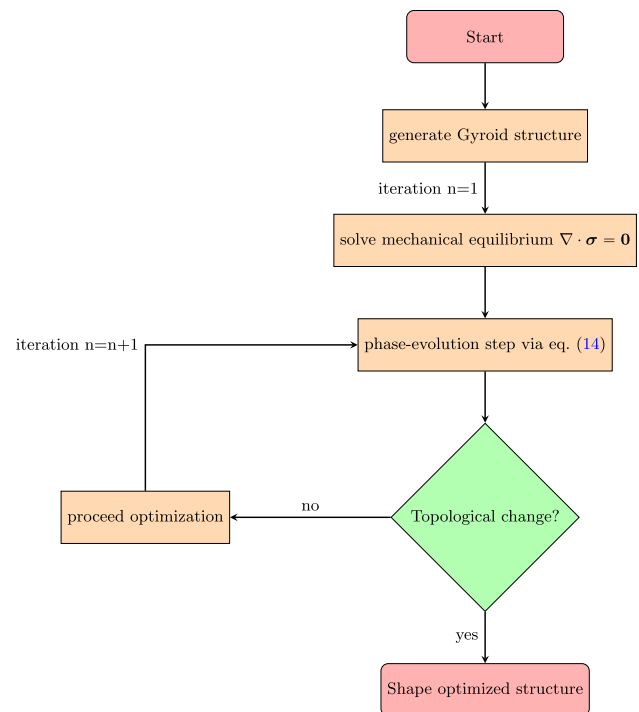 Start
generate Gyroid structure
iteration n=1
solve mechanical equilibrium ∇ · 𝝈 = 𝟎
iteration n=n+1
phase-evolution step via eq. (14)
Topological change?
no
proceed optimization
yes
Shape optimized structure